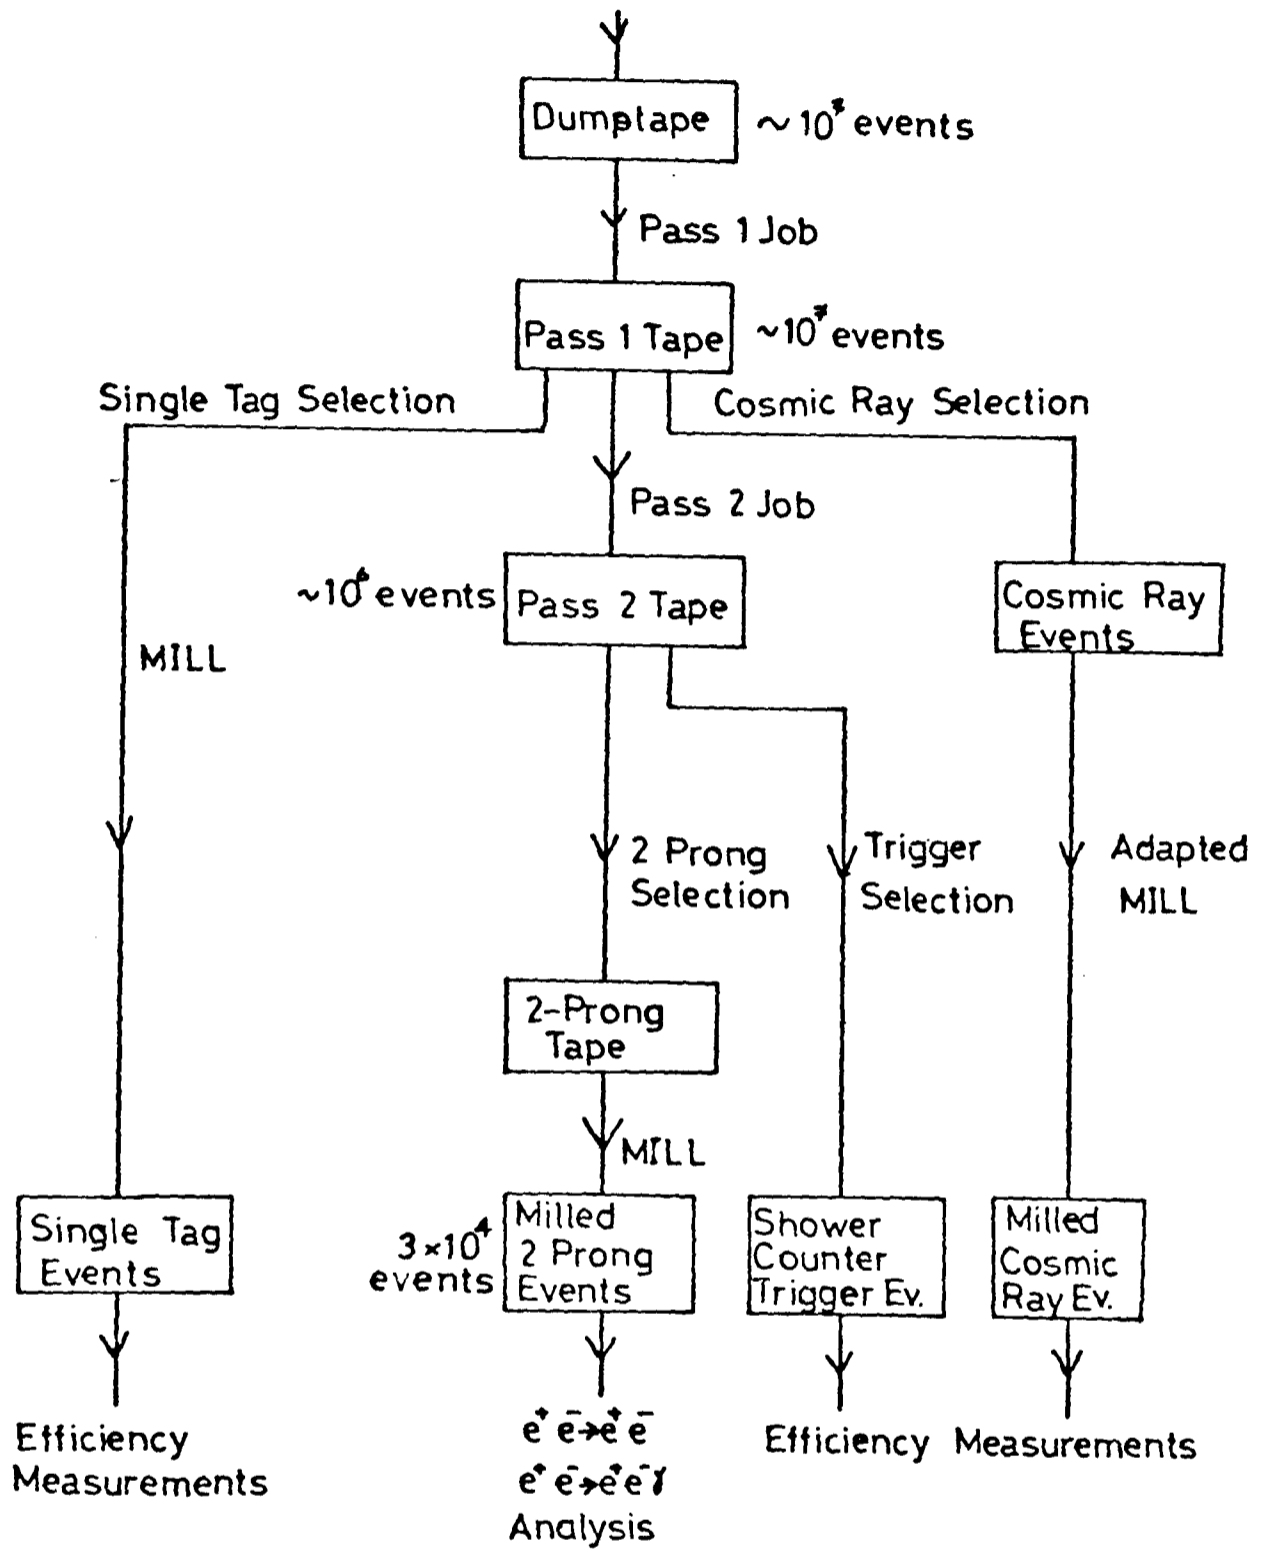 Dumptape
~10⁷ events
Pass 1 Job
Pass 1 Tape
~10⁷ events
Single Tag Selection
Cosmic Ray Selection
Pass 2 Job
~10⁶ events
Pass 2 Tape
Cosmic Ray
Events
MILL
2 Prong
Selection
Trigger
Selection
Adapted
MILL
2-Prong
Tape
MILL
Single Tag
Events
3×10⁴
events
Milled
2 Prong
Events
Shower
Counter
Trigger Ev.
Milled
Cosmic
Ray Ev.
Efficiency
Measurements
e⁺ e⁻→e⁺ e⁻
e⁺ e⁻→e⁺ e⁻γ
Analysis
Efficiency Measurements